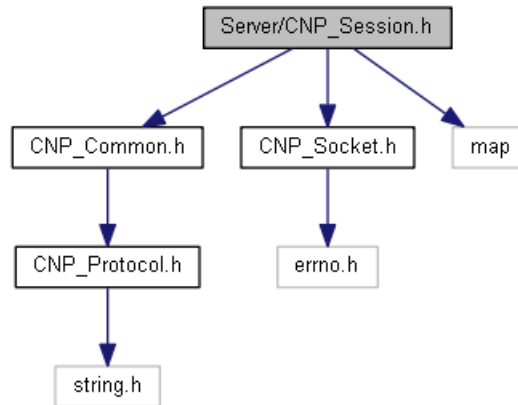 Server/CNP_Session.h
CNP_Common.h
CNP_Socket.h
map
CNP_Protocol.h
errno.h
string.h